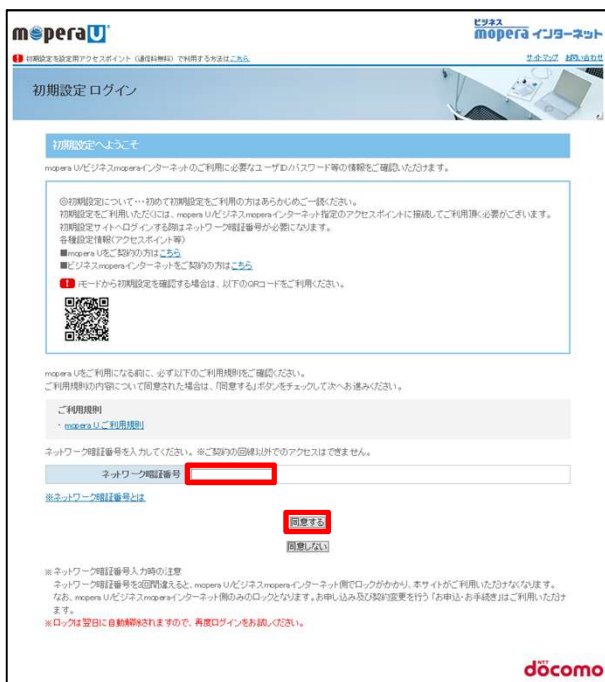 mopera U
ビジネス
mopera インターネット
! 初期設定を設定用アクセスポイント（通信料無料）で利用する方法はこちら
サイトマップ お問い合わせ
初期設定 ログイン
初期設定へようこそ
mopera U/ビジネスmoperaインターネットのご利用に必要なユーザID/パスワード等の情報をご確認いただけます。
◎初期設定について…初めて初期設定をご利用の方はあらかじめご一読ください。
初期設定をご利用いただくには、mopera U/ビジネスmoperaインターネット指定のアクセスポイントに接続してご利用頂く必要がございます。
初期設定サイトへログインする際はネットワーク暗証番号が必要になります。
各種設定情報(アクセスポイント等)
■mopera Uをご契約の方はこちら
■ビジネスmoperaインターネットをご契約の方はこちら
! iモードから初期設定を確認する場合は、以下のQRコードをご利用ください。
mopera Uをご利用になる前に、必ず以下のご利用規則をご確認ください。
ご利用規則の内容について同意された場合は、「同意する」ボタンをチェックして次へお進みください。
ご利用規則
・mopera U ご利用規則
ネットワーク暗証番号を入力してください。※ご契約の回線以外でのアクセスはできません。
ネットワーク暗証番号
※ネットワーク暗証番号とは
同意する
同意しない
※ネットワーク暗証番号入力時の注意
ネットワーク暗証番号を3回間違えると、mopera U/ビジネスmoperaインターネット側でロックがかかり、本サイトがご利用いただけなくなります。
なお、mopera U/ビジネスmoperaインターネット側のみのロックとなります。お申し込み及び契約変更を行う「お申込・お手続き」はご利用いただけ
ます。
※ロックは翌日に自動解除されますので、再度ログインをお試しください。
NTT
docomo